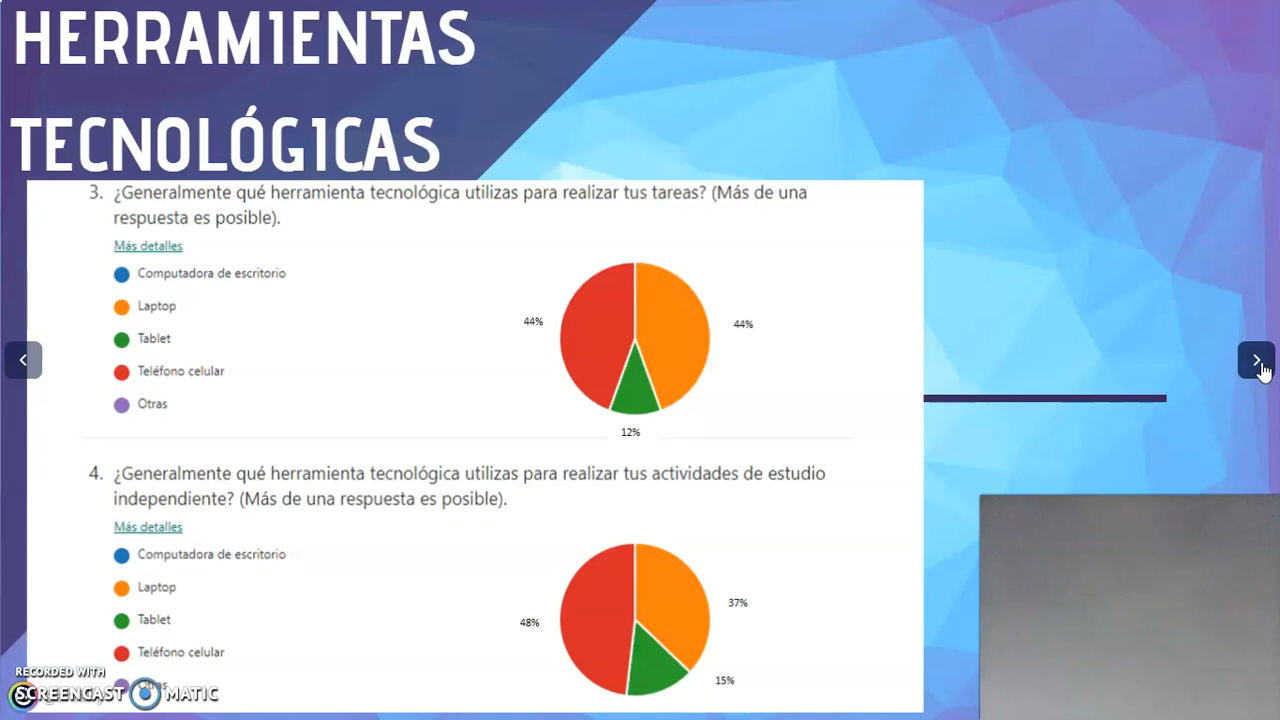 HERRAMIENTAS
TECNOLÓGICAS
3. ¿Generalmente qué herramienta tecnológica utilizas para realizar tus tareas? (Más de una
respuesta es posible).
Más detalles
Computadora de escritorio
Laptop
Tablet
Teléfono celular
Otras
44%
44%
12%
4. ¿Generalmente qué herramienta tecnológica utilizas para realizar tus actividades de estudio
independiente? (Más de una respuesta es posible).
Más detalles
Computadora de escritorio
Laptop
Tablet
Teléfono celular
Otras
48%
37%
15%
RECORDED WITH
SCREENCAST MATIC